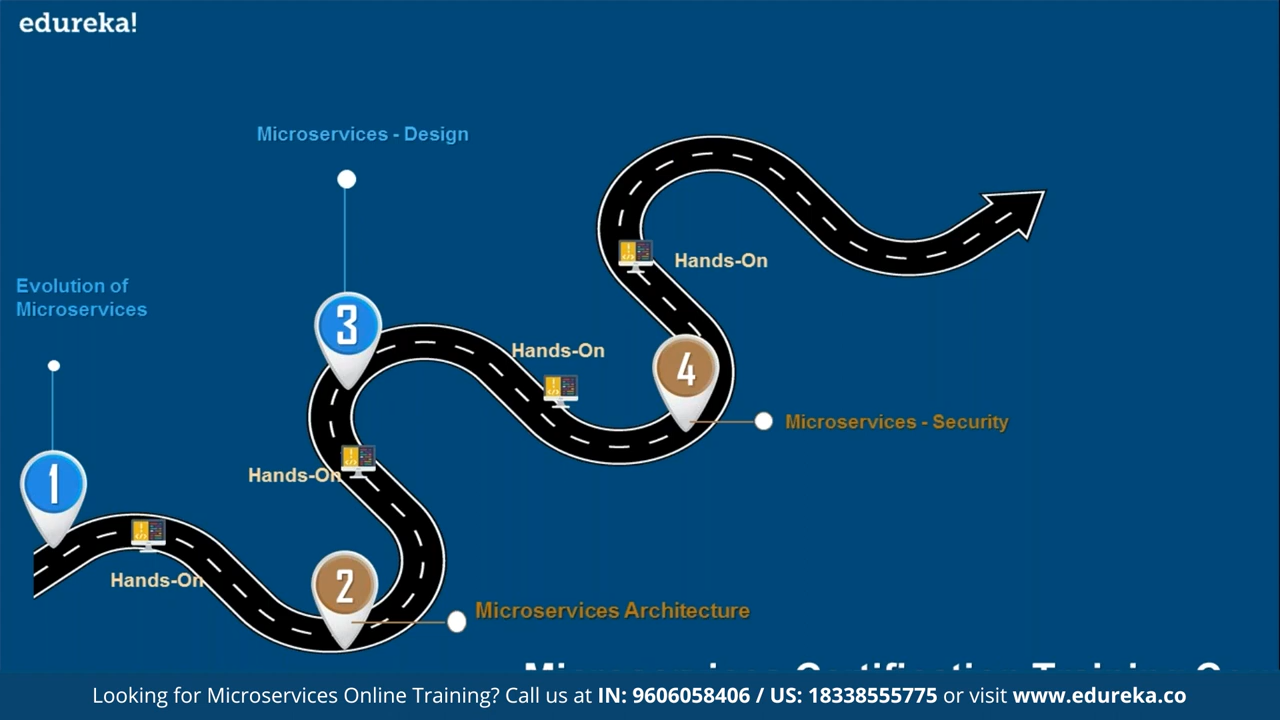 edureka!
Microservices - Design
Evolution of
Microservices
3
Hands-On
Hands-On
4
Microservices - Security
1
Hands-On
Hands-On
2
Microservices Architecture
Looking for Microservices Online Training? Call us at IN: 9606058406 / US: 18338555775 or visit www.edureka.co